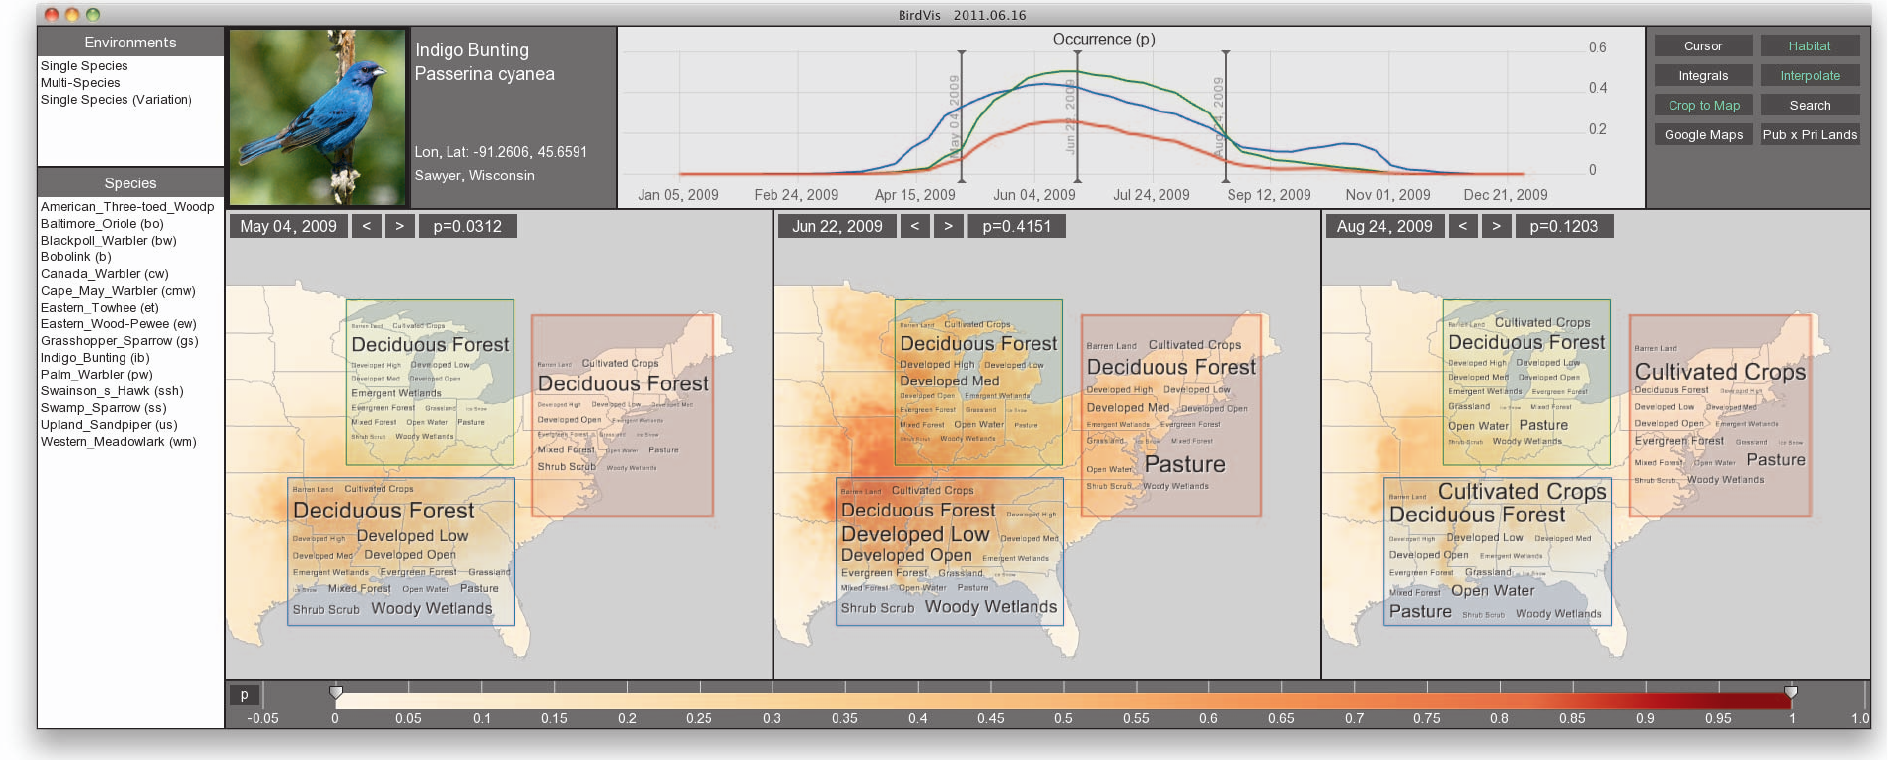 BirdVis 2011.06.16
Environments
Single Species
Multi-Species
Single Species (Variation)
Species
American_Three-toed_Woodp
Baltimore_Oriole (bo)
Blackpoll_Warbler (bw)
Bobolink (b)
Canada_Warbler (cw)
Cape_May_Warbler (cmw)
Eastern_Towhee (et)
Eastern_Wood-Pewee (ew)
Grasshopper_Sparrow (gs)
Indigo_Bunting (ib)
Palm_Warbler (pw)
Swainson_s_Hawk (ssh)
Swamp_Sparrow (ss)
Upland_Sandpiper (us)
Western_Meadowlark (wm)
Indigo Bunting
Passerina cyanea
Lon, Lat: -91.2606, 45.6591
Sawyer, Wisconsin
Occurrence (p)
0.6
0.4
0.2
0
May 04, 2009
Jun 22, 2009
Aug 24, 2009
Jan 05, 2009 Feb 24, 2009 Apr 15, 2009 Jun 04, 2009 Jul 24, 2009 Sep 12, 2009 Nov 01, 2009 Dec 21, 2009
Cursor Habitat
Integrals Interpolate
Crop to Map Search
Google Maps Pub x Pri Lands
May 04, 2009 < > p=0.0312
Barren Land Cultivated Crops
Deciduous Forest
Developed High Developed Low
Developed Med Developed Open
Emergent Wetlands
Evergreen Forest Grassland Ice Snow
Mixed Forest Open Water Pasture
Shrub Scrub Woody Wetlands
Barren Land Cultivated Crops
Deciduous Forest
Developed High Developed Low Developed Med
Developed Open Emergent Wetlands
Evergreen Forest Grassland Ice Snow
Mixed Forest Open Water Pasture
Shrub Scrub Woody Wetlands
Barren Land Cultivated Crops
Deciduous Forest
Developed High Developed Low
Developed Med Developed Open
Emergent Wetlands Evergreen Forest Grassland
Ice Snow Mixed Forest Open Water Pasture
Shrub Scrub Woody Wetlands
Jun 22, 2009 < > p=0.4151
Barren Land Cultivated Crops
Deciduous Forest
Developed High Developed Low
Developed Med
Developed Open Emergent Wetlands
Evergreen Forest Grassland Ice Snow
Mixed Forest Open Water Pasture
Shrub Scrub Woody Wetlands
Barren Land Cultivated Crops
Deciduous Forest
Developed High Developed Low
Developed Med Developed Open
Emergent Wetlands Evergreen Forest
Grassland Ice Snow Mixed Forest
Open Water Pasture
Shrub Scrub Woody Wetlands
Barren Land Cultivated Crops
Deciduous Forest Developed High
Developed Low Developed Med
Developed Open Emergent Wetlands
Evergreen Forest Grassland Ice Snow
Mixed Forest Open Water Pasture
Shrub Scrub Woody Wetlands
Aug 24, 2009 < > p=0.1203
Barren Land Cultivated Crops
Deciduous Forest
Developed High Developed Low
Developed Med Developed Open
Emergent Wetlands Evergreen Forest
Grassland Ice Snow Mixed Forest
Open Water Pasture
Shrub Scrub Woody Wetlands
Barren Land
Cultivated Crops
Deciduous Forest Developed High
Developed Low Developed Med
Developed Open Emergent Wetlands
Evergreen Forest Grassland Ice Snow
Mixed Forest Open Water Pasture
Shrub Scrub Woody Wetlands
Barren Land Cultivated Crops
Deciduous Forest
Developed High Developed Low Developed Med
Developed Open Emergent Wetlands
Evergreen Forest Grassland Ice Snow
Mixed Forest Open Water
Pasture Shrub Scrub Woody Wetlands
p
-0.05 0 0.05 0.1 0.15 0.2 0.25 0.3 0.35 0.4 0.45 0.5 0.55 0.6 0.65 0.7 0.75 0.8 0.85 0.9 0.95 1 1.0